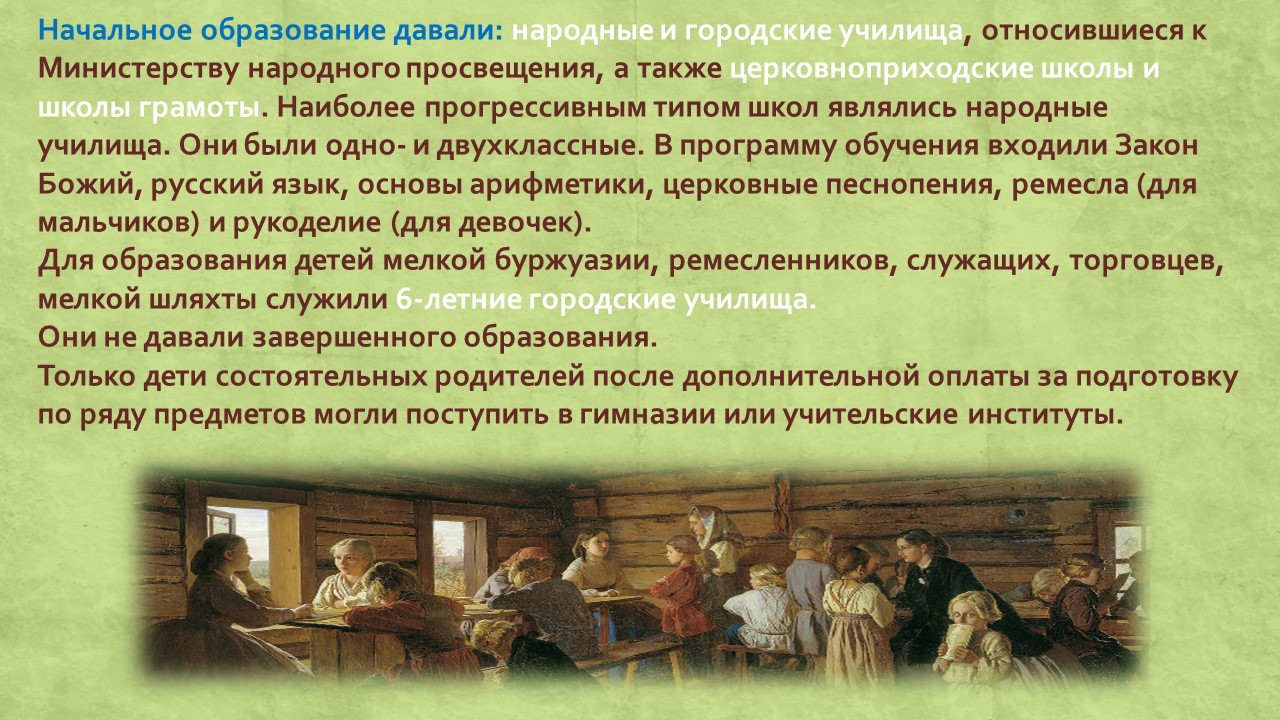 Начальное образование давали: народные и городские училища, относившиеся к
Министерству народного просвещения, а также церковноприходские школы и
школы грамоты. Наиболее прогрессивным типом школ являлись народные
училища. Они были одно- и двухклассные. В программу обучения входили Закон
Божий, русский язык, основы арифметики, церковные песнопения, ремесла (для
мальчиков) и рукоделие (для девочек).
Для образования детей мелкой буржуазии, ремесленников, служащих, торговцев,
мелкой шляхты служили 6-летние городские училища.
Они не давали завершенного образования.
Только дети состоятельных родителей после дополнительной оплаты за подготовку
по ряду предметов могли поступить в гимназии или учительские институты.